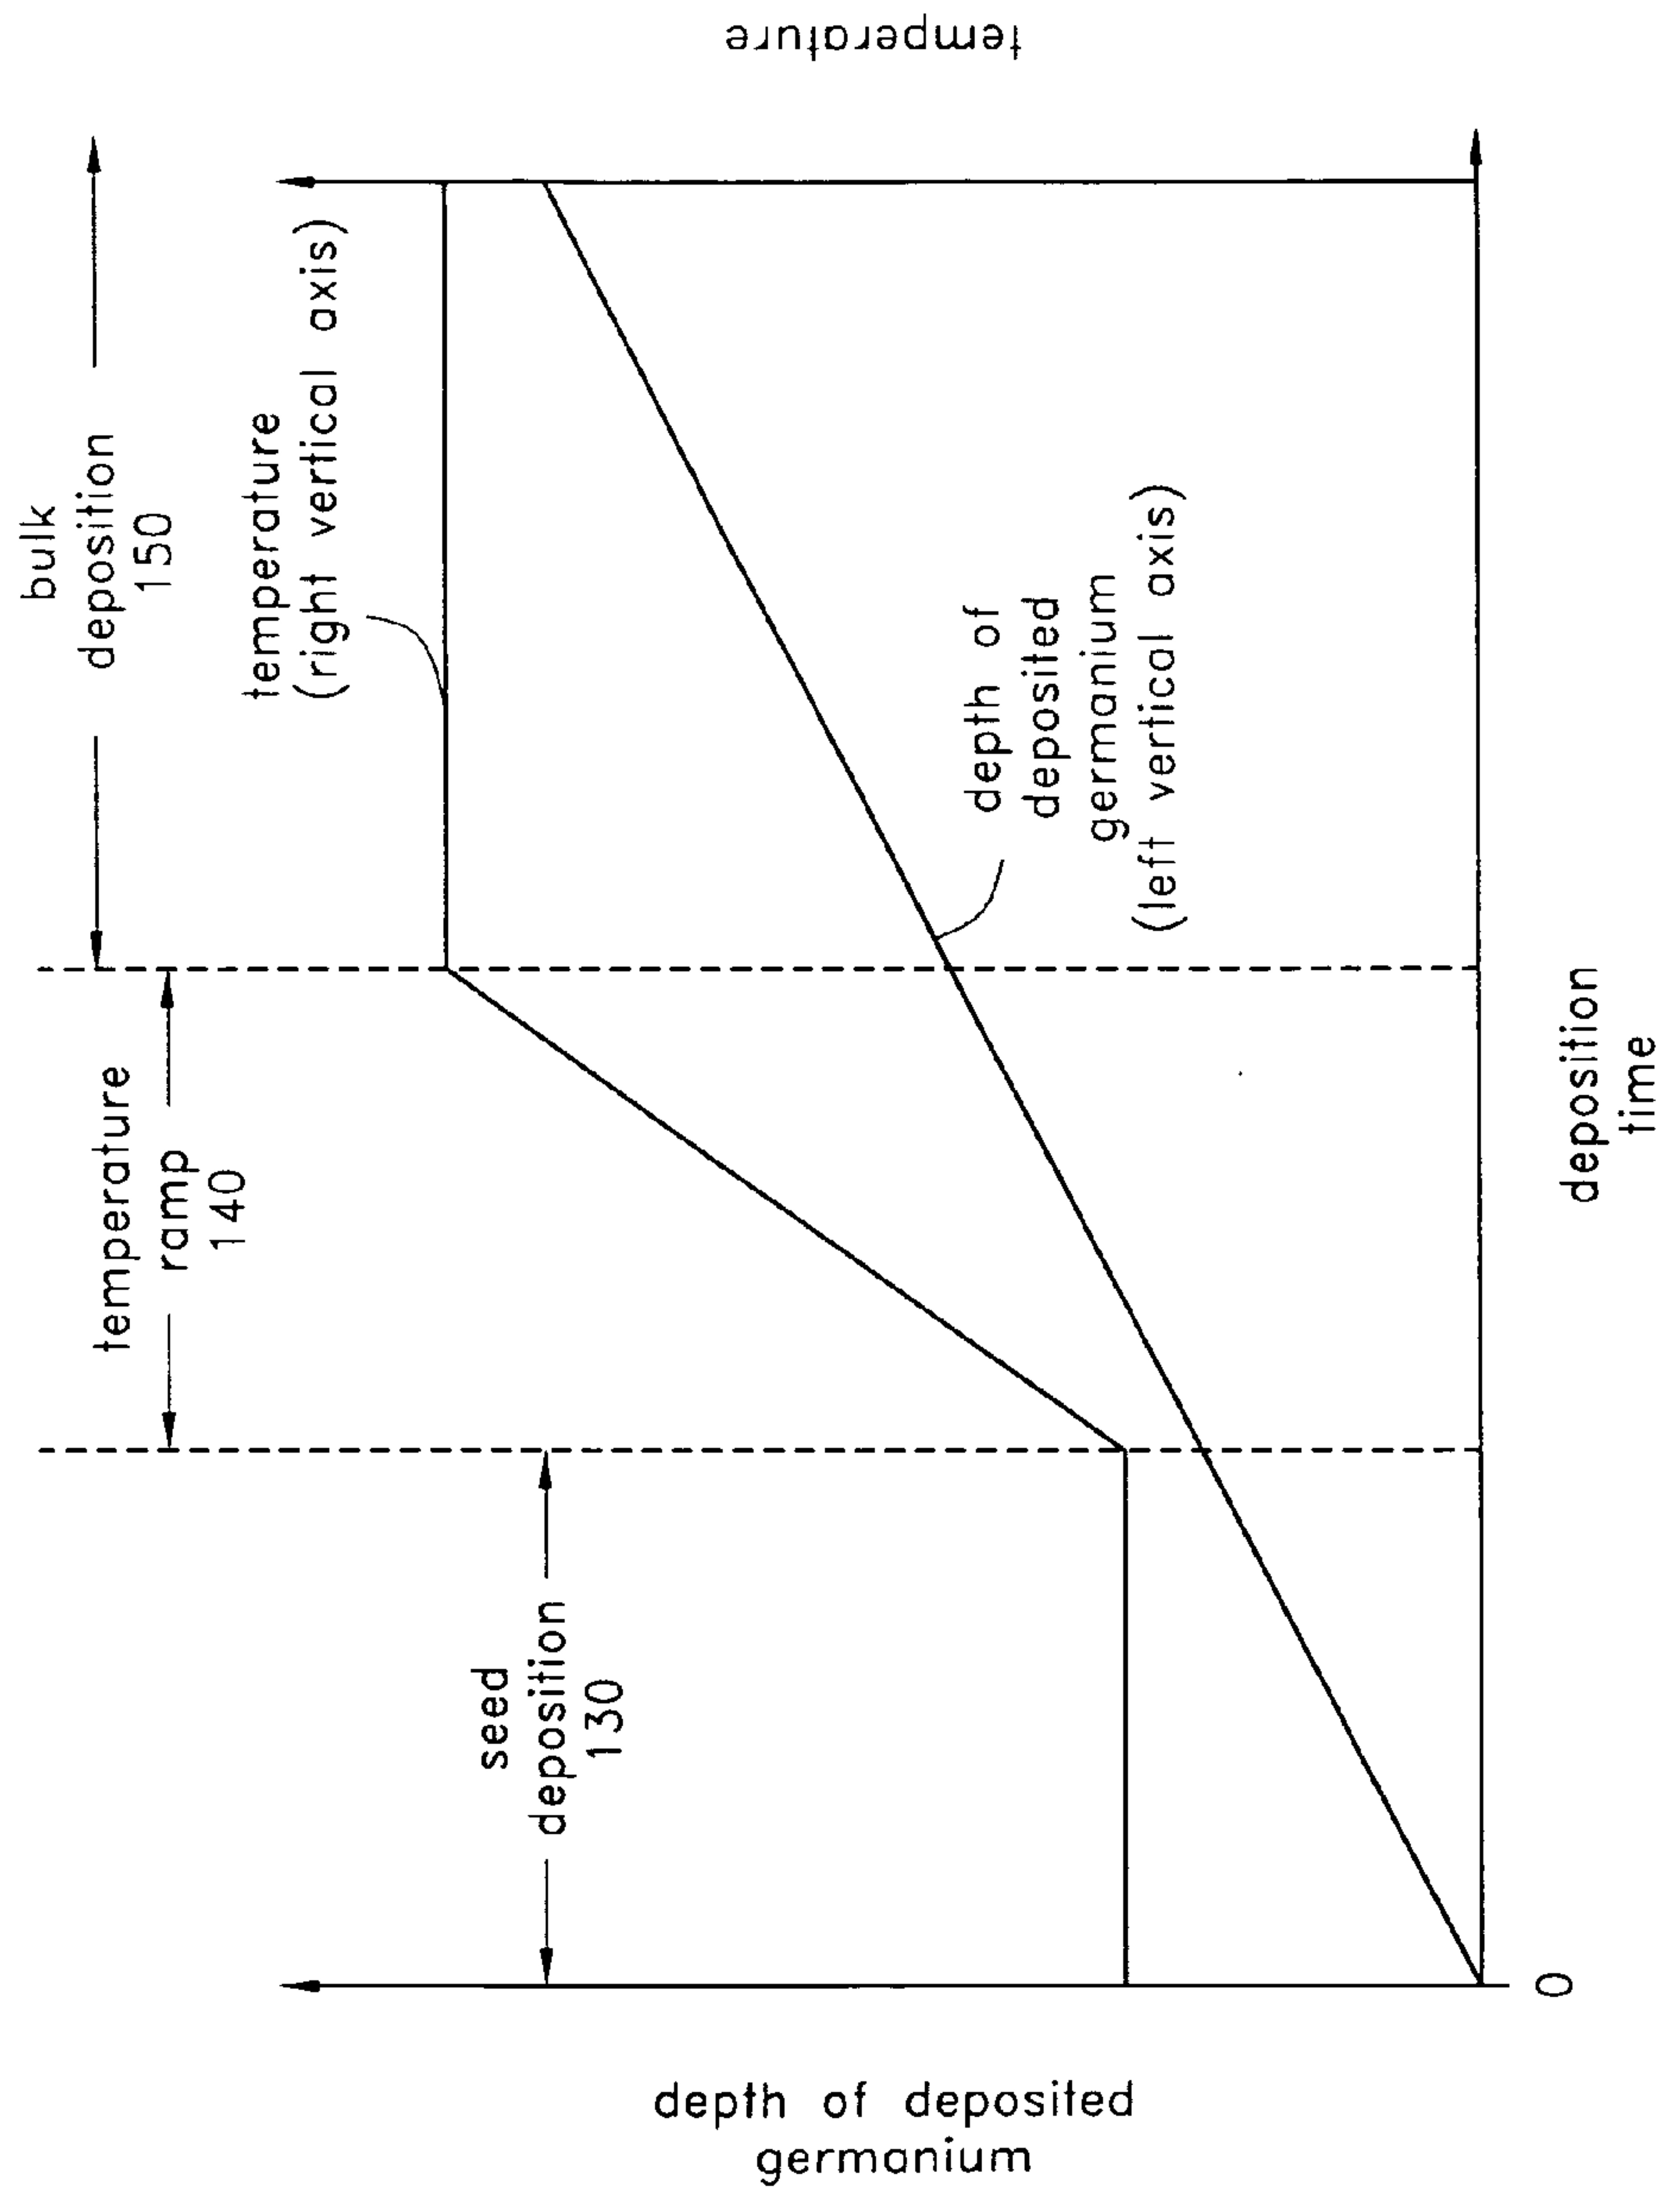 bulk
deposition
150
temperature
ramp
140
seed
deposition
130
temperature
(right vertical axis)
depth of
deposited
germanium
(left vertical axis)
depth of deposited
germanium
temperature
0
deposition
time